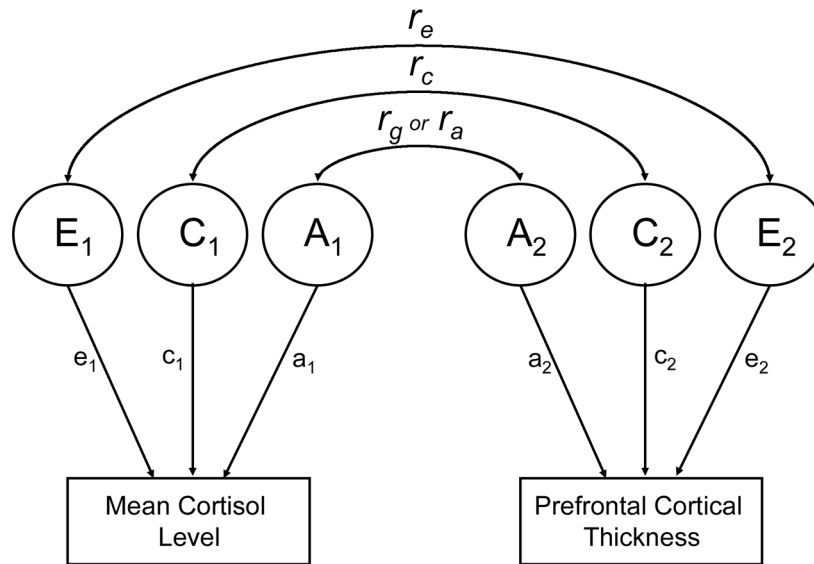 r_e
r_c
r_g or r_a
E_1 C_1 A_1 A_2 C_2 E_2
e_1 c_1 a_1 a_2 c_2 e_2
Mean Cortisol
Level
Prefrontal Cortical
Thickness